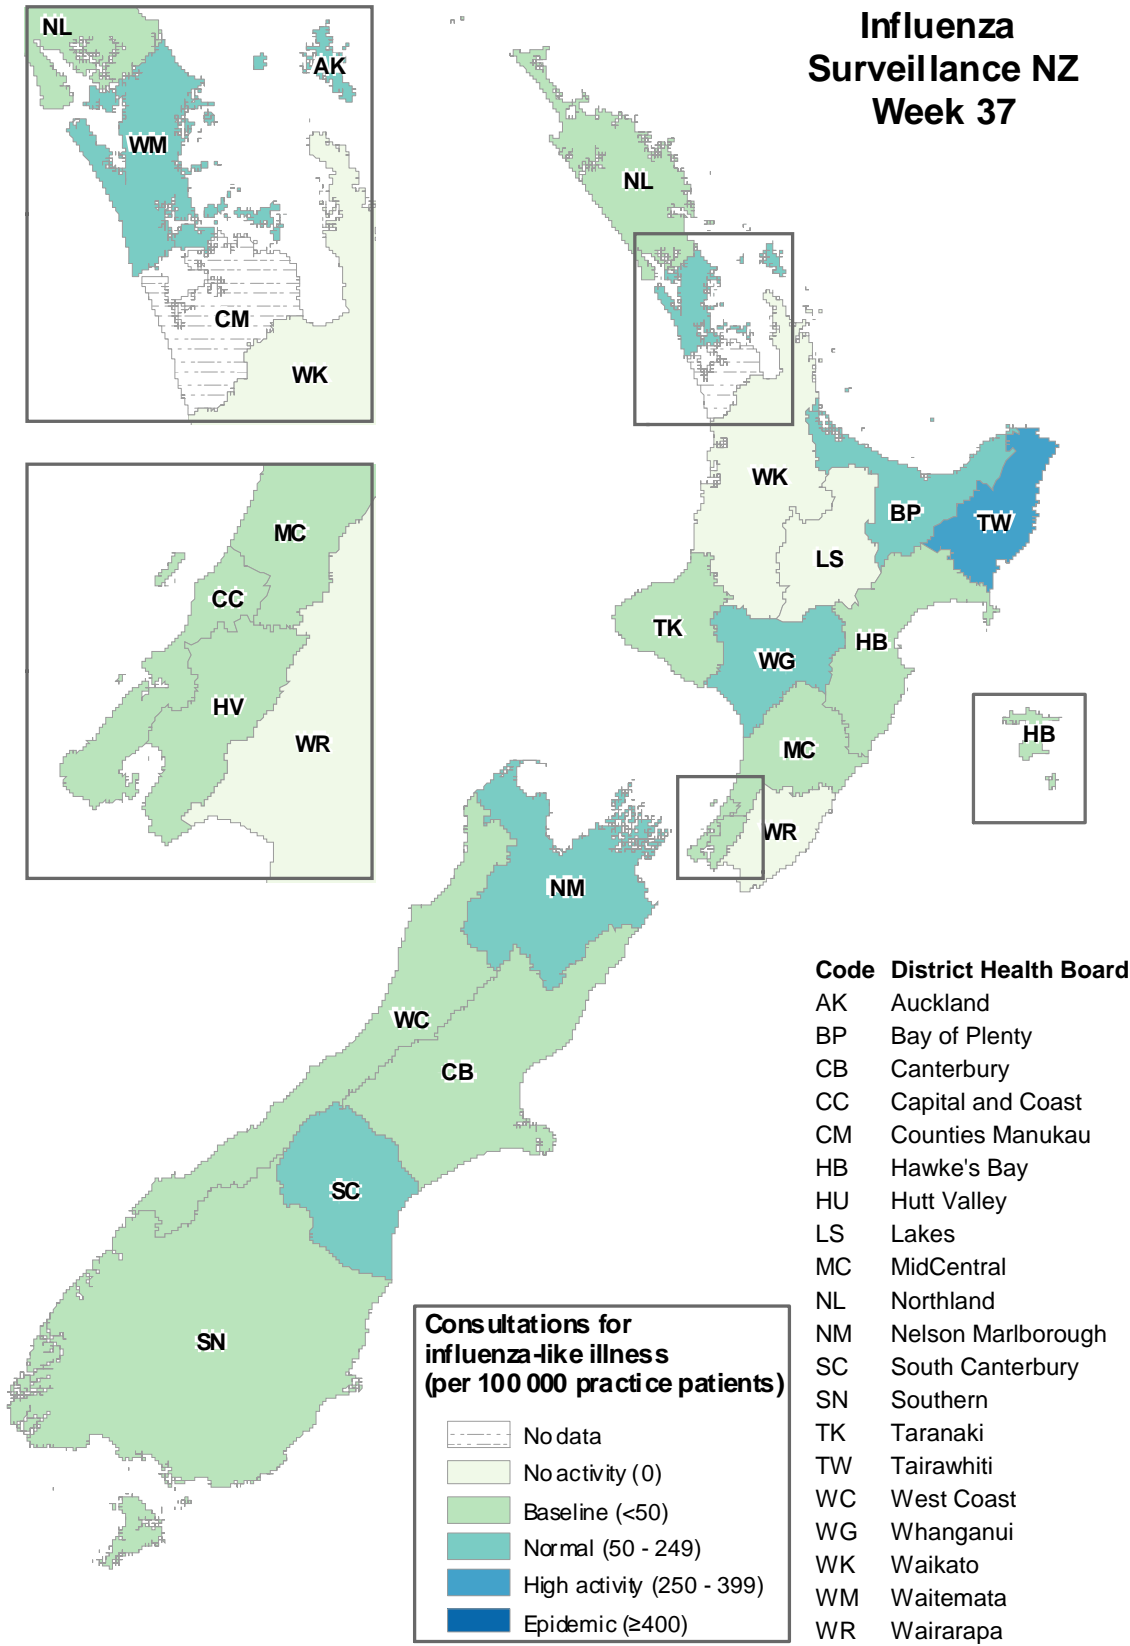 Influenza
Surveillance NZ
Week 37
NL
AK
WM
CM
WK
NL
WK
BP
TW
LS
TK
WG
HB
MC
WR
MC
CC
HV
WR
HB
NM
WC
CB
SC
SN
Code District Health Board
AK Auckland
BP Bay of Plenty
CB Canterbury
CC Capital and Coast
CM Counties Manukau
HB Hawke's Bay
HU Hutt Valley
LS Lakes
MC MidCentral
NL Northland
NM Nelson Marlborough
SC South Canterbury
SN Southern
TK Taranaki
TW Tairawhiti
WC West Coast
WG Whanganui
WK Waikato
WM Waitemata
WR Wairarapa
Consultations for
influenza-like illness
(per 100 000 practice patients)
No data
No activity (0)
Baseline (<50)
Normal (50 - 249)
High activity (250 - 399)
Epidemic (≥400)